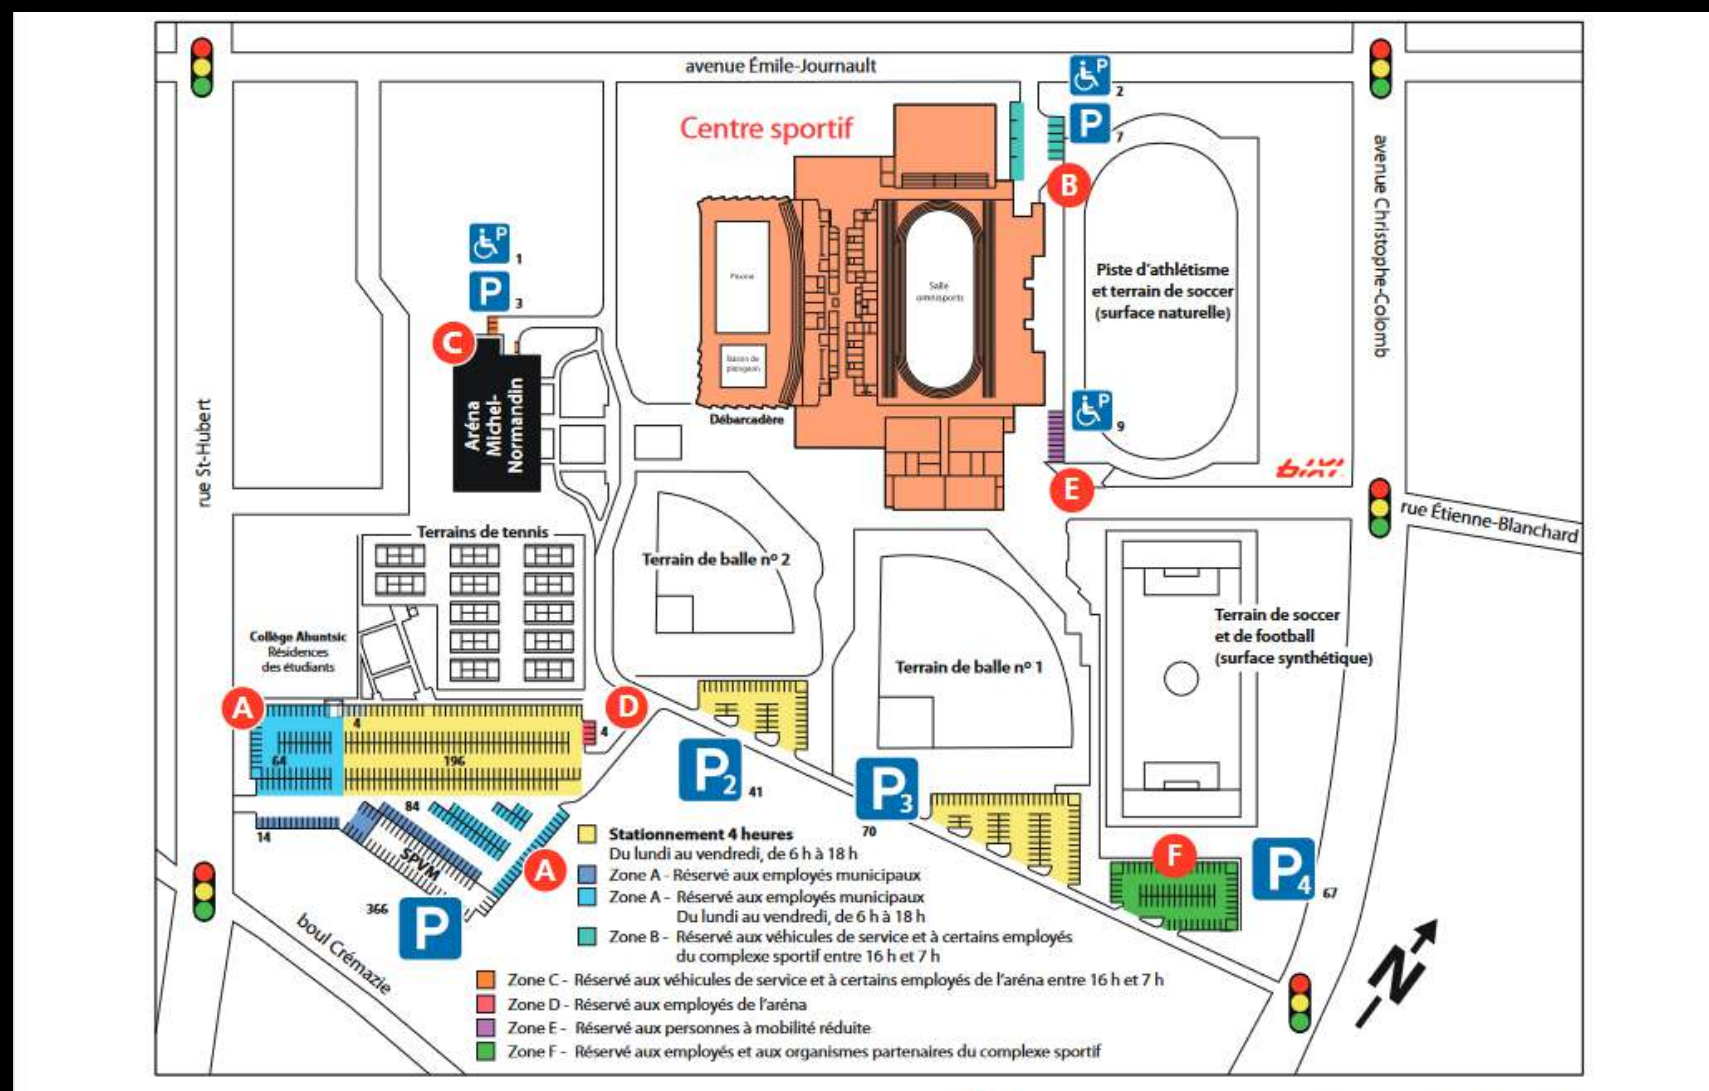 avenue Émile-Journault
P
2
P
7
Centre sportif
B
avenue Christophe-Colomb
P
1
P
3
C
Piscine
Bassin de
plongeon
Salle
omnisports
Piste d'athlétisme
et terrain de soccer
(surface naturelle)
Aréna
Michel-
Normandin
Débarcadère
P
9
E
bixi
rue St-Hubert
rue Étienne-Blanchard
Terrains de tennis
Terrain de balle nº 2
Terrain de balle nº 1
Terrain de soccer
et de football
(surface synthétique)
Collège Ahuntsic
Résidences
des étudiants
A
D
4
4
64
196
P2
41
P3
70
84
14
SPVM
A
366
P
F
P4
67
boul Crémazie
N
Stationnement 4 heures
Du lundi au vendredi, de 6 h à 18 h
Zone A - Réservé aux employés municipaux
Zone A - Réservé aux employés municipaux
Du lundi au vendredi, de 6 h à 18 h
Zone B - Réservé aux véhicules de service et à certains employés
du complexe sportif entre 16 h et 7 h
Zone C - Réservé aux véhicules de service et à certains employés de l'aréna entre 16 h et 7 h
Zone D - Réservé aux employés de l'aréna
Zone E - Réservé aux personnes à mobilité réduite
Zone F - Réservé aux employés et aux organismes partenaires du complexe sportif